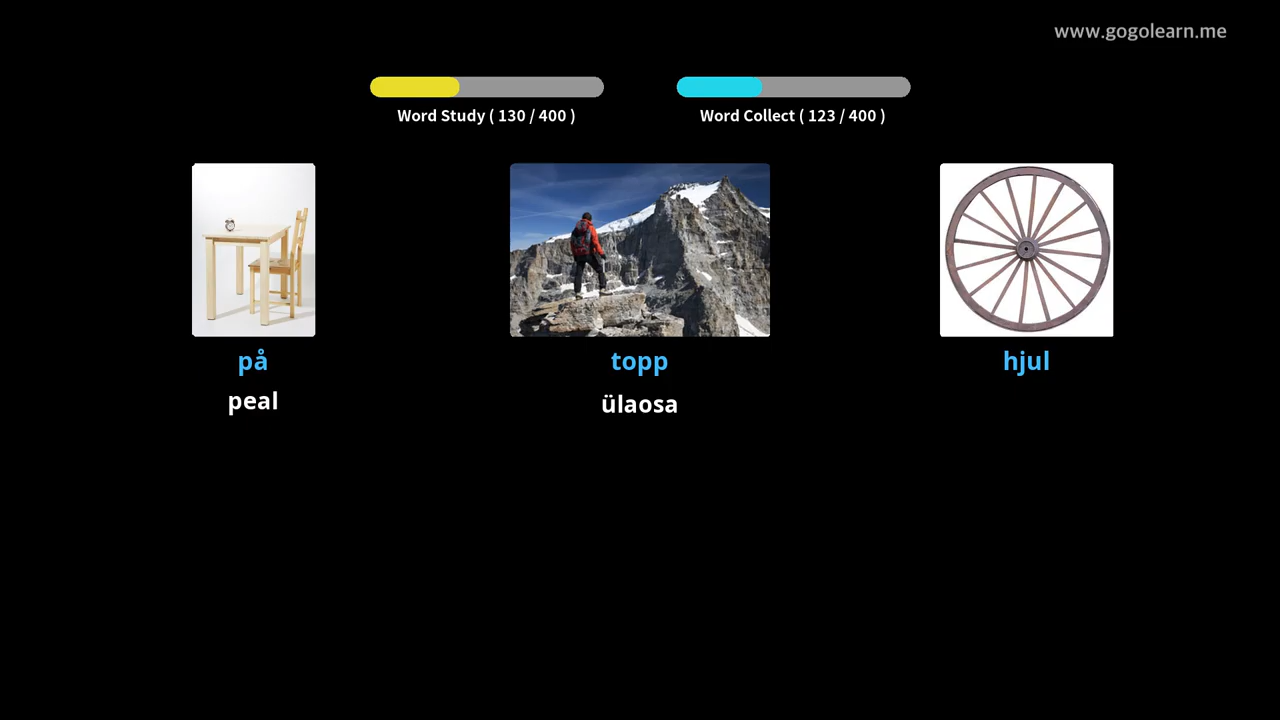 www.gogolearn.me
Word Study ( 130 / 400 )
Word Collect ( 123 / 400 )
på
topp
hjul
peal
ülaosa